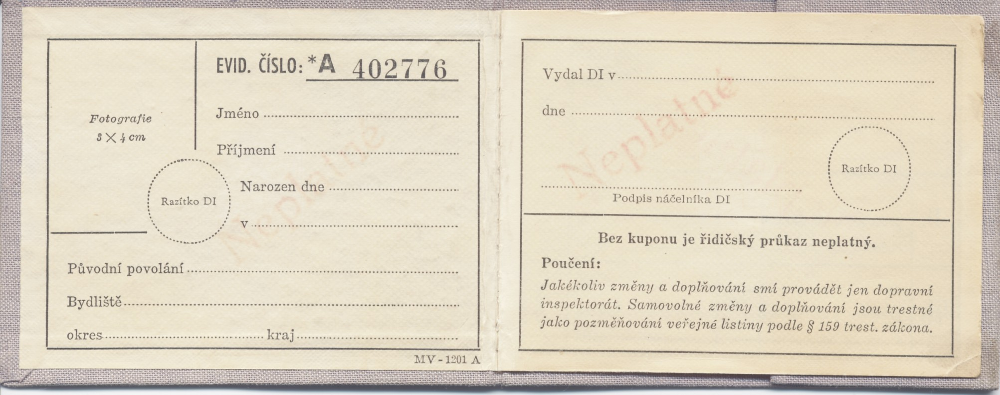 EVID. ČÍSLO: *A 402776
Fotografie
3 × 4 cm
Jméno
Příjmení
Narozen dne
Razítko DI
v
Původní povolání
Bydliště
okres kraj
MV - 1201 A
Neplatné
Vydal DI v
dne
Razítko DI
Podpis náčelníka DI
Neplatné
Bez kuponu je řidičský průkaz neplatný.
Poučení:
Jakékoliv změny a doplňování smí provádět jen dopravní
inspektorát. Samovolné změny a doplňování jsou trestné
jako pozměňování veřejné listiny podle § 159 trest. zákona.